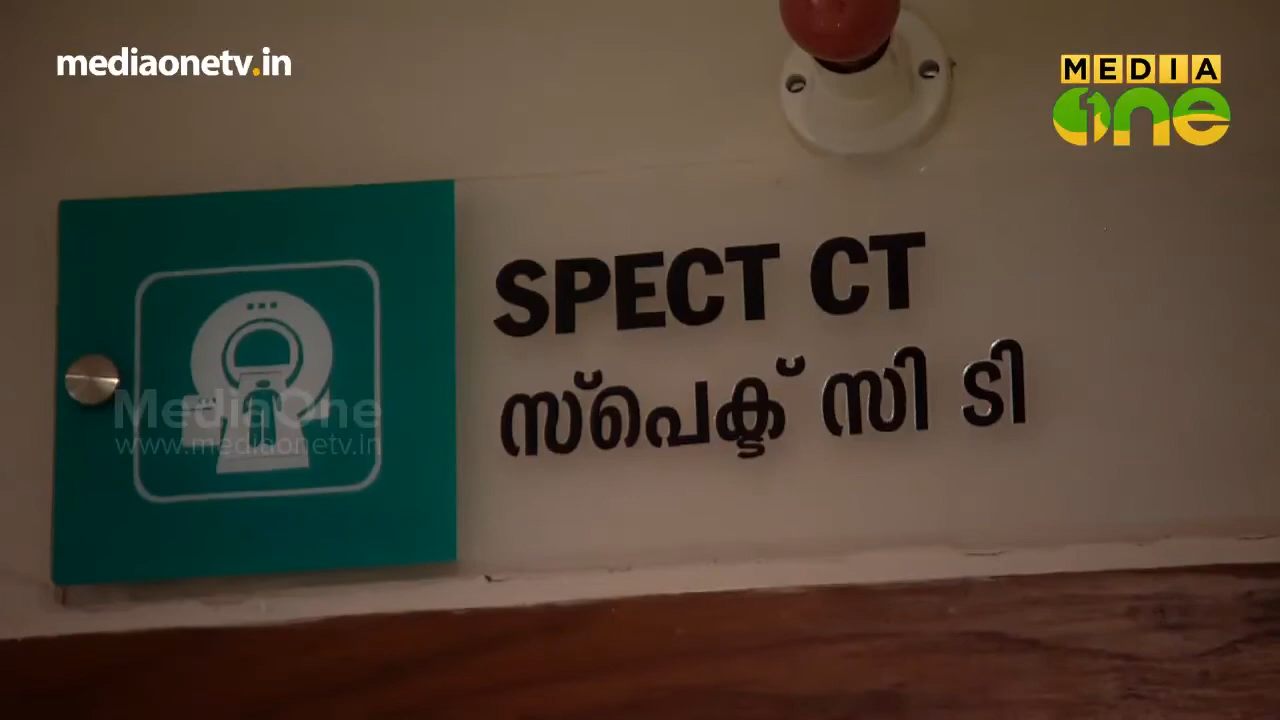 mediaonetv.in
MEDIA
one
SPECT CT
സ്പെക്ട് സി ടി
MediaOne
www.mediaonetv.in